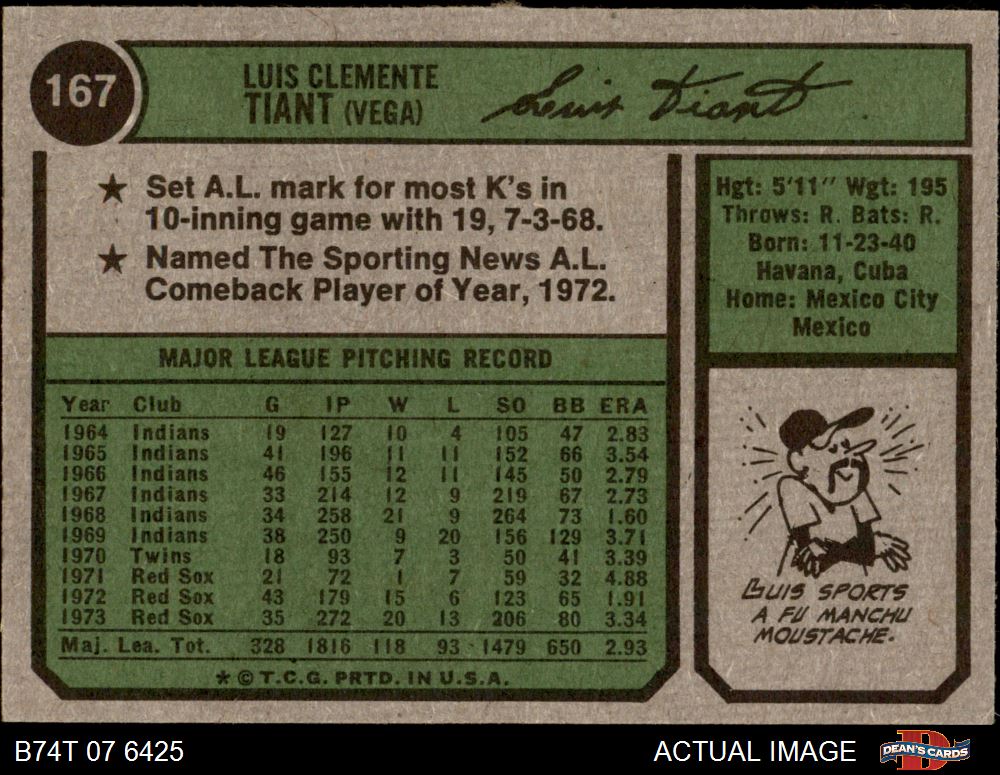 167
LUIS CLEMENTE
TIANT (VEGA)
Luis Tiant
★ Set A.L. mark for most K's in
10-inning game with 19, 7-3-68.
★ Named The Sporting News A.L.
Comeback Player of Year, 1972.
Hgt: 5'11" Wgt: 195
Throws: R. Bats: R.
Born: 11-23-40
Havana, Cuba
Home: Mexico City
Mexico
MAJOR LEAGUE PITCHING RECORD
Year Club G IP W L SO BB ERA
1964 Indians 19 127 10 4 105 47 2.83
1965 Indians 41 196 11 11 152 66 3.54
1966 Indians 46 155 12 11 145 50 2.79
1967 Indians 33 214 12 9 219 67 2.73
1968 Indians 34 258 21 9 264 73 1.60
1969 Indians 38 250 9 20 156 129 3.71
1970 Twins 18 93 7 3 50 41 3.39
1971 Red Sox 21 72 1 7 59 32 4.88
1972 Red Sox 43 179 15 6 123 65 1.91
1973 Red Sox 35 272 20 13 206 80 3.34
Maj. Lea. Tot. 328 1816 118 93 1479 650 2.93
★ © T.C.G. PRTD. IN U.S.A.
LUIS SPORTS
A FU MANCHU
MOUSTACHE.
B74T 07 6425
ACTUAL IMAGE
DEAN'S CARDS